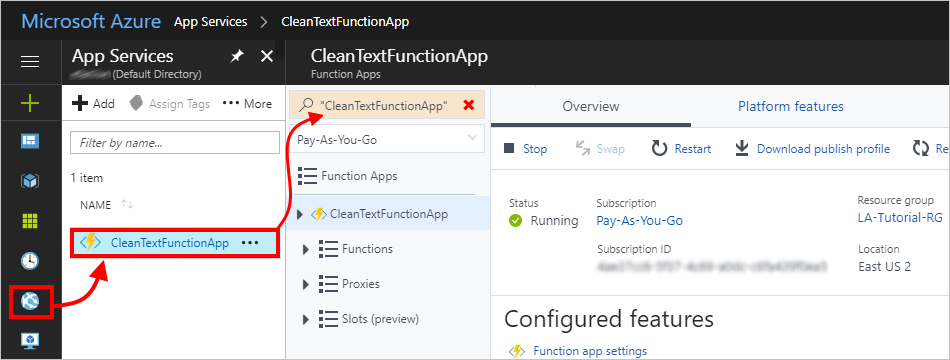 Microsoft Azure App Services > CleanTextFunctionApp
App Services
(Default Directory)
Add Assign Tags ••• More
Filter by name...
1 item
NAME
CleanTextFunctionApp •••
CleanTextFunctionApp
Function Apps
"CleanTextFunctionApp"
Pay-As-You-Go
Function Apps
CleanTextFunctionApp
Functions
Proxies
Slots (preview)
Overview Platform features
Stop Swap Restart Download publish profile Re
Status
Running
Subscription
Pay-As-You-Go
Subscription ID
Resource group
LA-Tutorial-RG
Location
East US 2
Configured features
Function app settings